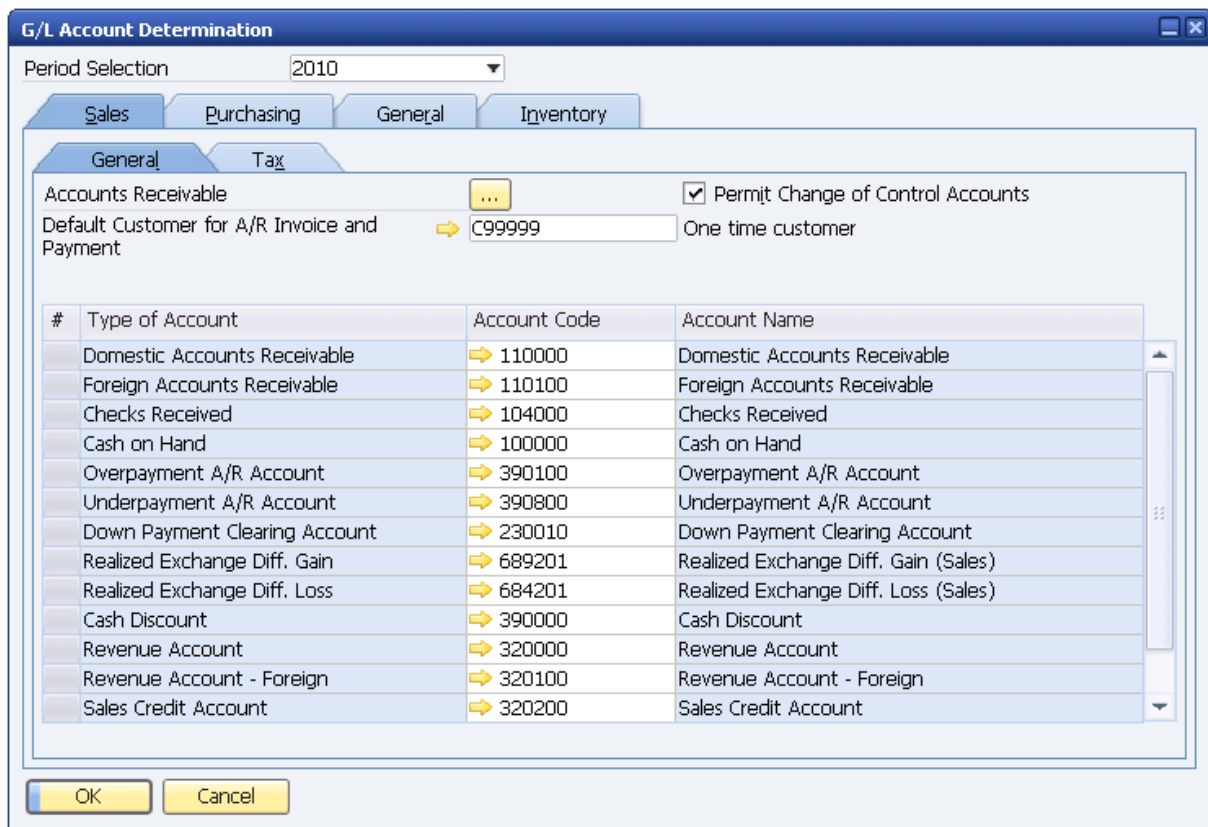 G/L Account Determination
Period Selection 2010
Sales Purchasing General Inventory
General Tax
Accounts Receivable ... Permit Change of Control Accounts
Default Customer for A/R Invoice and C99999 One time customer
Payment
# Type of Account Account Code Account Name
Domestic Accounts Receivable 110000 Domestic Accounts Receivable
Foreign Accounts Receivable 110100 Foreign Accounts Receivable
Checks Received 104000 Checks Received
Cash on Hand 100000 Cash on Hand
Overpayment A/R Account 390100 Overpayment A/R Account
Underpayment A/R Account 390800 Underpayment A/R Account
Down Payment Clearing Account 230010 Down Payment Clearing Account
Realized Exchange Diff. Gain 689201 Realized Exchange Diff. Gain (Sales)
Realized Exchange Diff. Loss 684201 Realized Exchange Diff. Loss (Sales)
Cash Discount 390000 Cash Discount
Revenue Account 320000 Revenue Account
Revenue Account - Foreign 320100 Revenue Account - Foreign
Sales Credit Account 320200 Sales Credit Account
OK Cancel